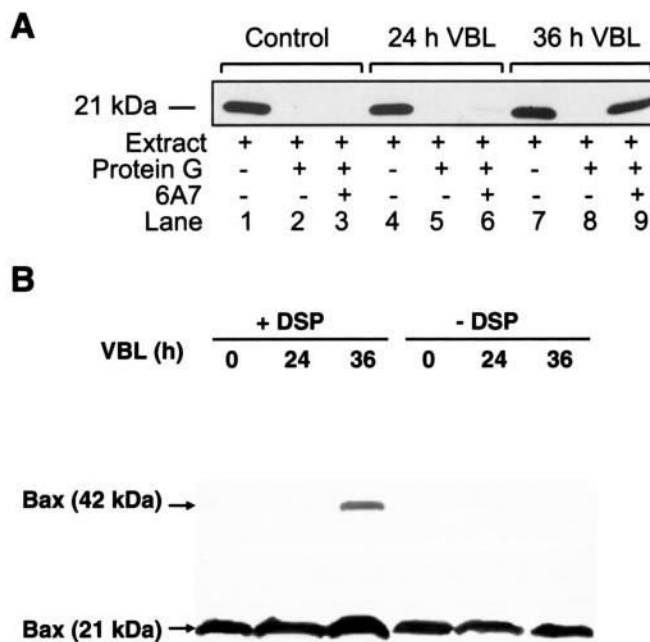 A
Control 24 h VBL 36 h VBL
21 kDa —
Extract + + + + + + + + +
Protein G - + + - + + - + +
6A7 - - + - - + - - +
Lane 1 2 3 4 5 6 7 8 9
B
+ DSP - DSP
VBL (h) 0 24 36 0 24 36
Bax (42 kDa) →
Bax (21 kDa) →